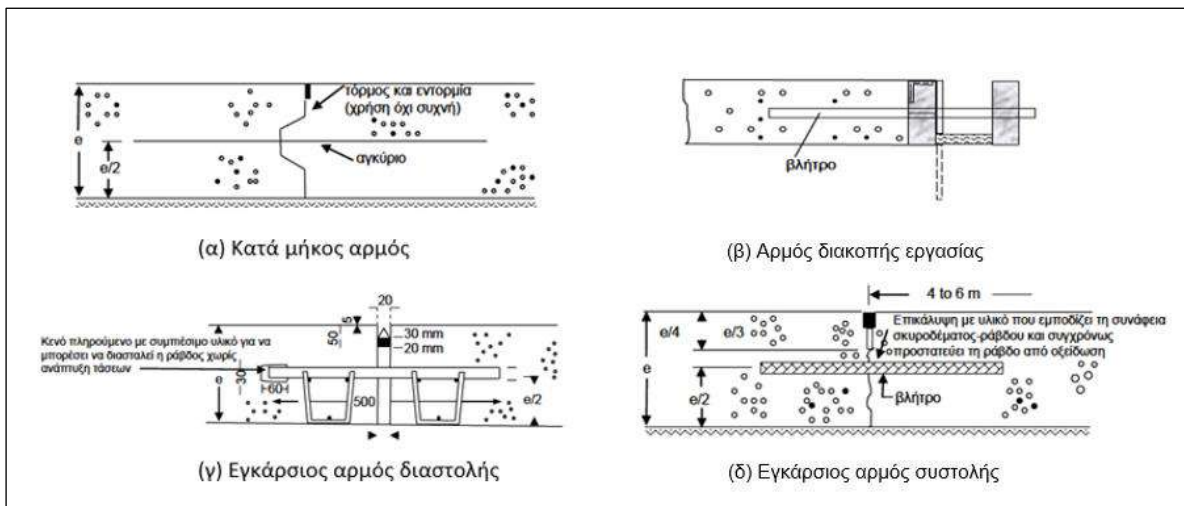 τόρμος και εντορμία
(χρήση όχι συχνή)
e
e/2
αγκύριο
(α) Κατά μήκος αρμός
βλήτρο
(β) Αρμός διακοπής εργασίας
20
5
50
30 mm
20 mm
Κενό πληρούμενο με συμπιέσιμο υλικό για να
μπορέσει να διασταλεί η ράβδος χωρίς
ανάπτυξη τάσεων
e
30
60
500
e/2
(γ) Εγκάρσιος αρμός διαστολής
4 to 6 m
e/4
e/3
Επικάλυψη με υλικό που εμποδίζει τη συνάφεια
σκυροδέματος-ράβδου και συγχρόνως
προστατεύει τη ράβδο από οξείδωση
e
e/2
βλήτρο
(δ) Εγκάρσιος αρμός συστολής